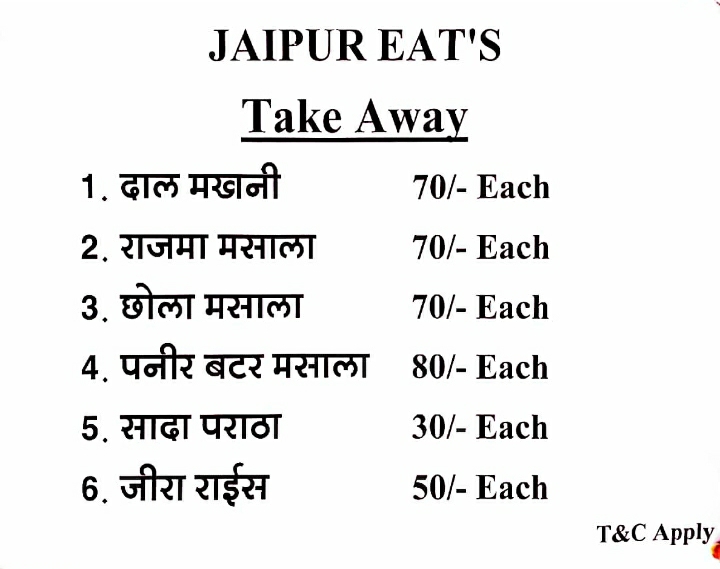 JAIPUR EAT'S
Take Away
1. दाल मखनी 70/- Each
2. राजमा मसाला 70/- Each
3. छोला मसाला 70/- Each
4. पनीर बटर मसाला 80/- Each
5. सादा पराठा 30/- Each
6. जीरा राईस 50/- Each
T&C Apply